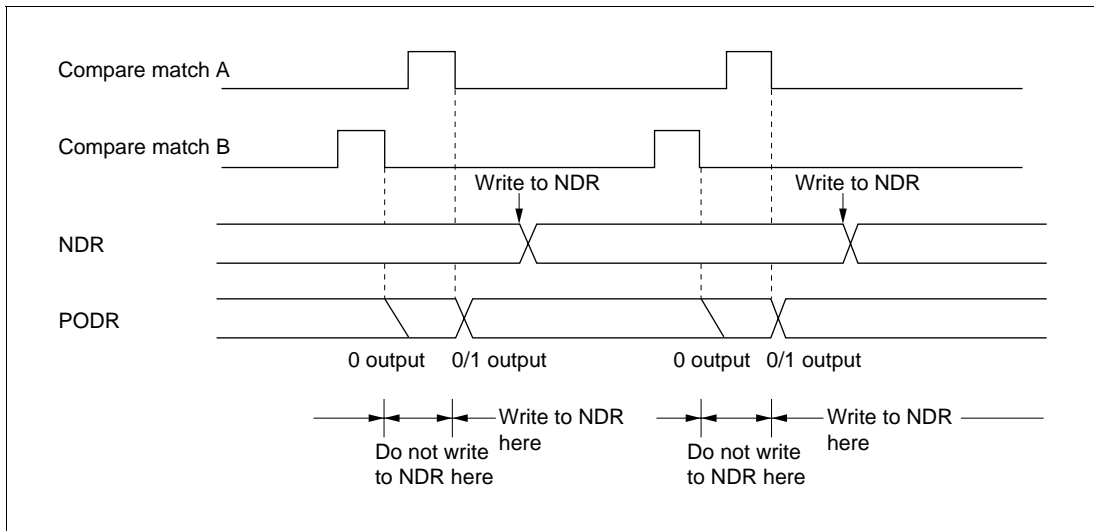 Compare match A
Compare match B
Write to NDR
Write to NDR
NDR
PODR
0 output
0/1 output
0 output
0/1 output
Write to NDR
here
Do not write
to NDR here
Write to NDR
here
Do not write
to NDR here